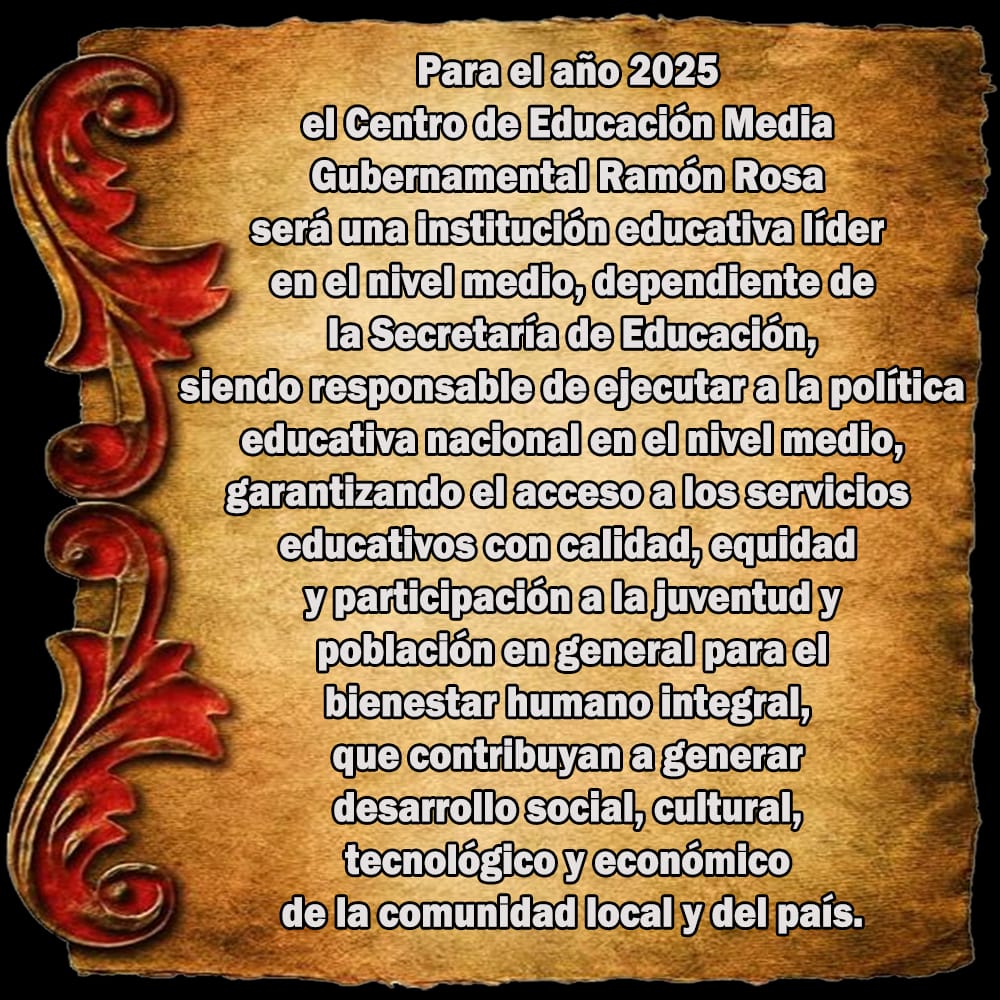 Para el año 2025
el Centro de Educación Media
Gubernamental Ramón Rosa
será una institución educativa líder
en el nivel medio, dependiente de
la Secretaría de Educación,
siendo responsable de ejecutar a la política
educativa nacional en el nivel medio,
garantizando el acceso a los servicios
educativos con calidad, equidad
y participación a la juventud y
población en general para el
bienestar humano integral,
que contribuyan a generar
desarrollo social, cultural,
tecnológico y económico
de la comunidad local y del país.